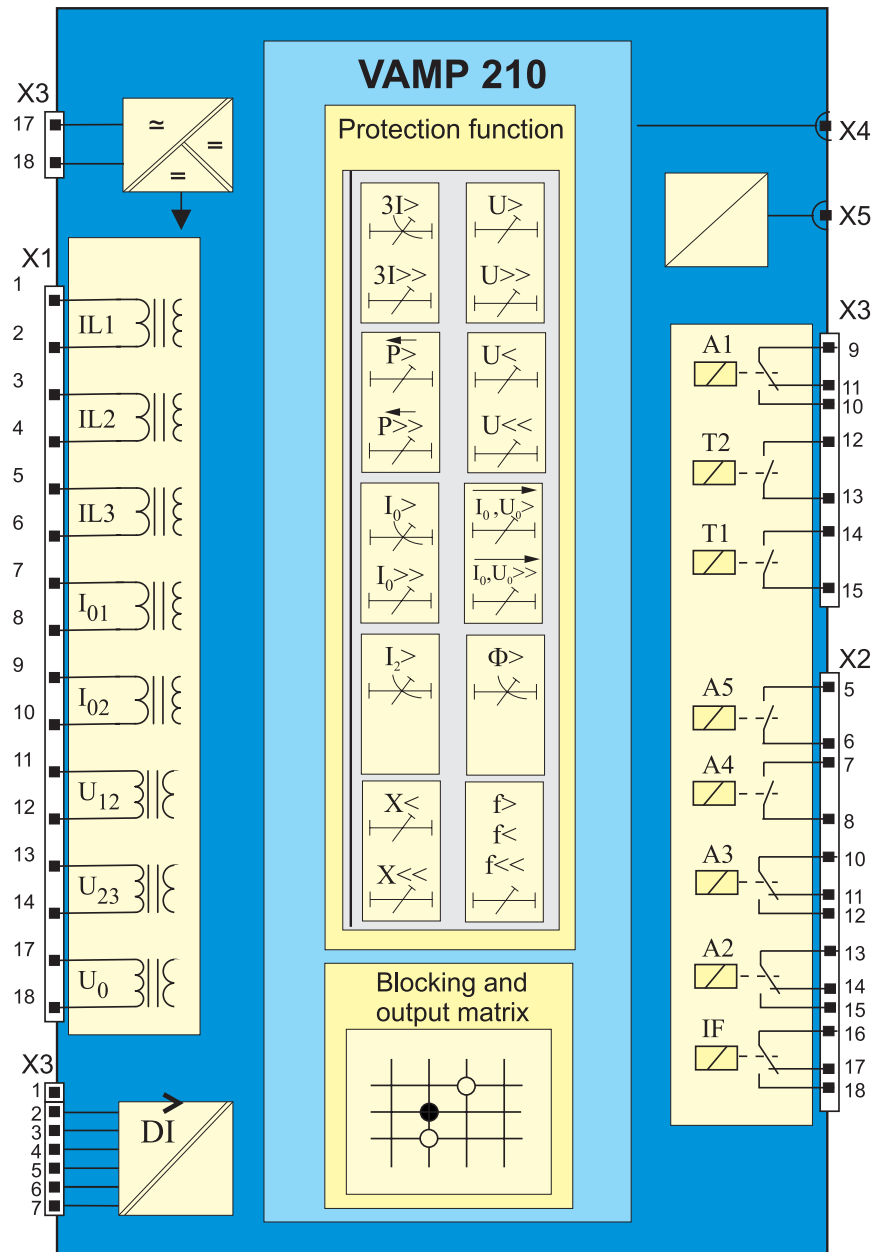 VAMP 210
Protection function
3I>
3I>>
U>
U>>
P>
P>>
U<
U<<
I0>
I0>>
I0,U0>
I0,U0>>
I2>
Φ>
X<
X<<
f>
f<
f<<
Blocking and
output matrix
X3
17
18
≃
=
=
X1
1
2
3
4
5
6
7
8
9
10
11
12
13
14
17
18
IL1
IL2
IL3
I01
I02
U12
U23
U0
X3
1
2
3
4
5
6
7
DI
X4
X5
X3
A1
9
11
10
T2
12
13
T1
14
15
X2
A5
5
6
A4
7
8
A3
10
11
12
A2
13
14
15
IF
16
17
18